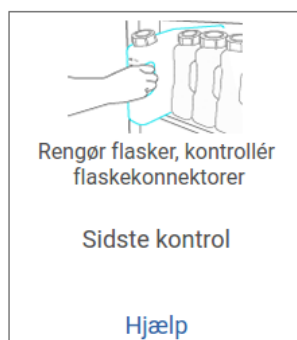 Rengør flasker, kontrollér
flaskekonnektorer
Sidste kontrol
Hjælp